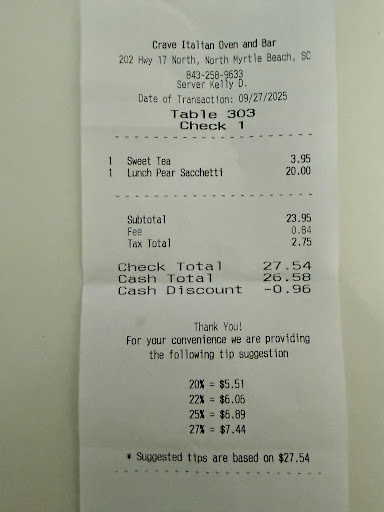 Crave Italian Oven and Bar
202 Hwy 17 North, North Myrtle Beach, SC
843-258-9633
Server Kelly D.
Date of Transaction: 09/27/2025
Table 303
Check 1
1 Sweet Tea 3.95
1 Lunch Pear Sacchetti 20.00
Subtotal 23.95
Fee 0.84
Tax Total 2.75
Check Total 27.54
Cash Total 26.58
Cash Discount -0.96
Thank You!
For your convenience we are providing
the following tip suggestion
20% = $5.51
22% = $6.06
25% = $6.89
27% = $7.44
* Suggested tips are based on $27.54